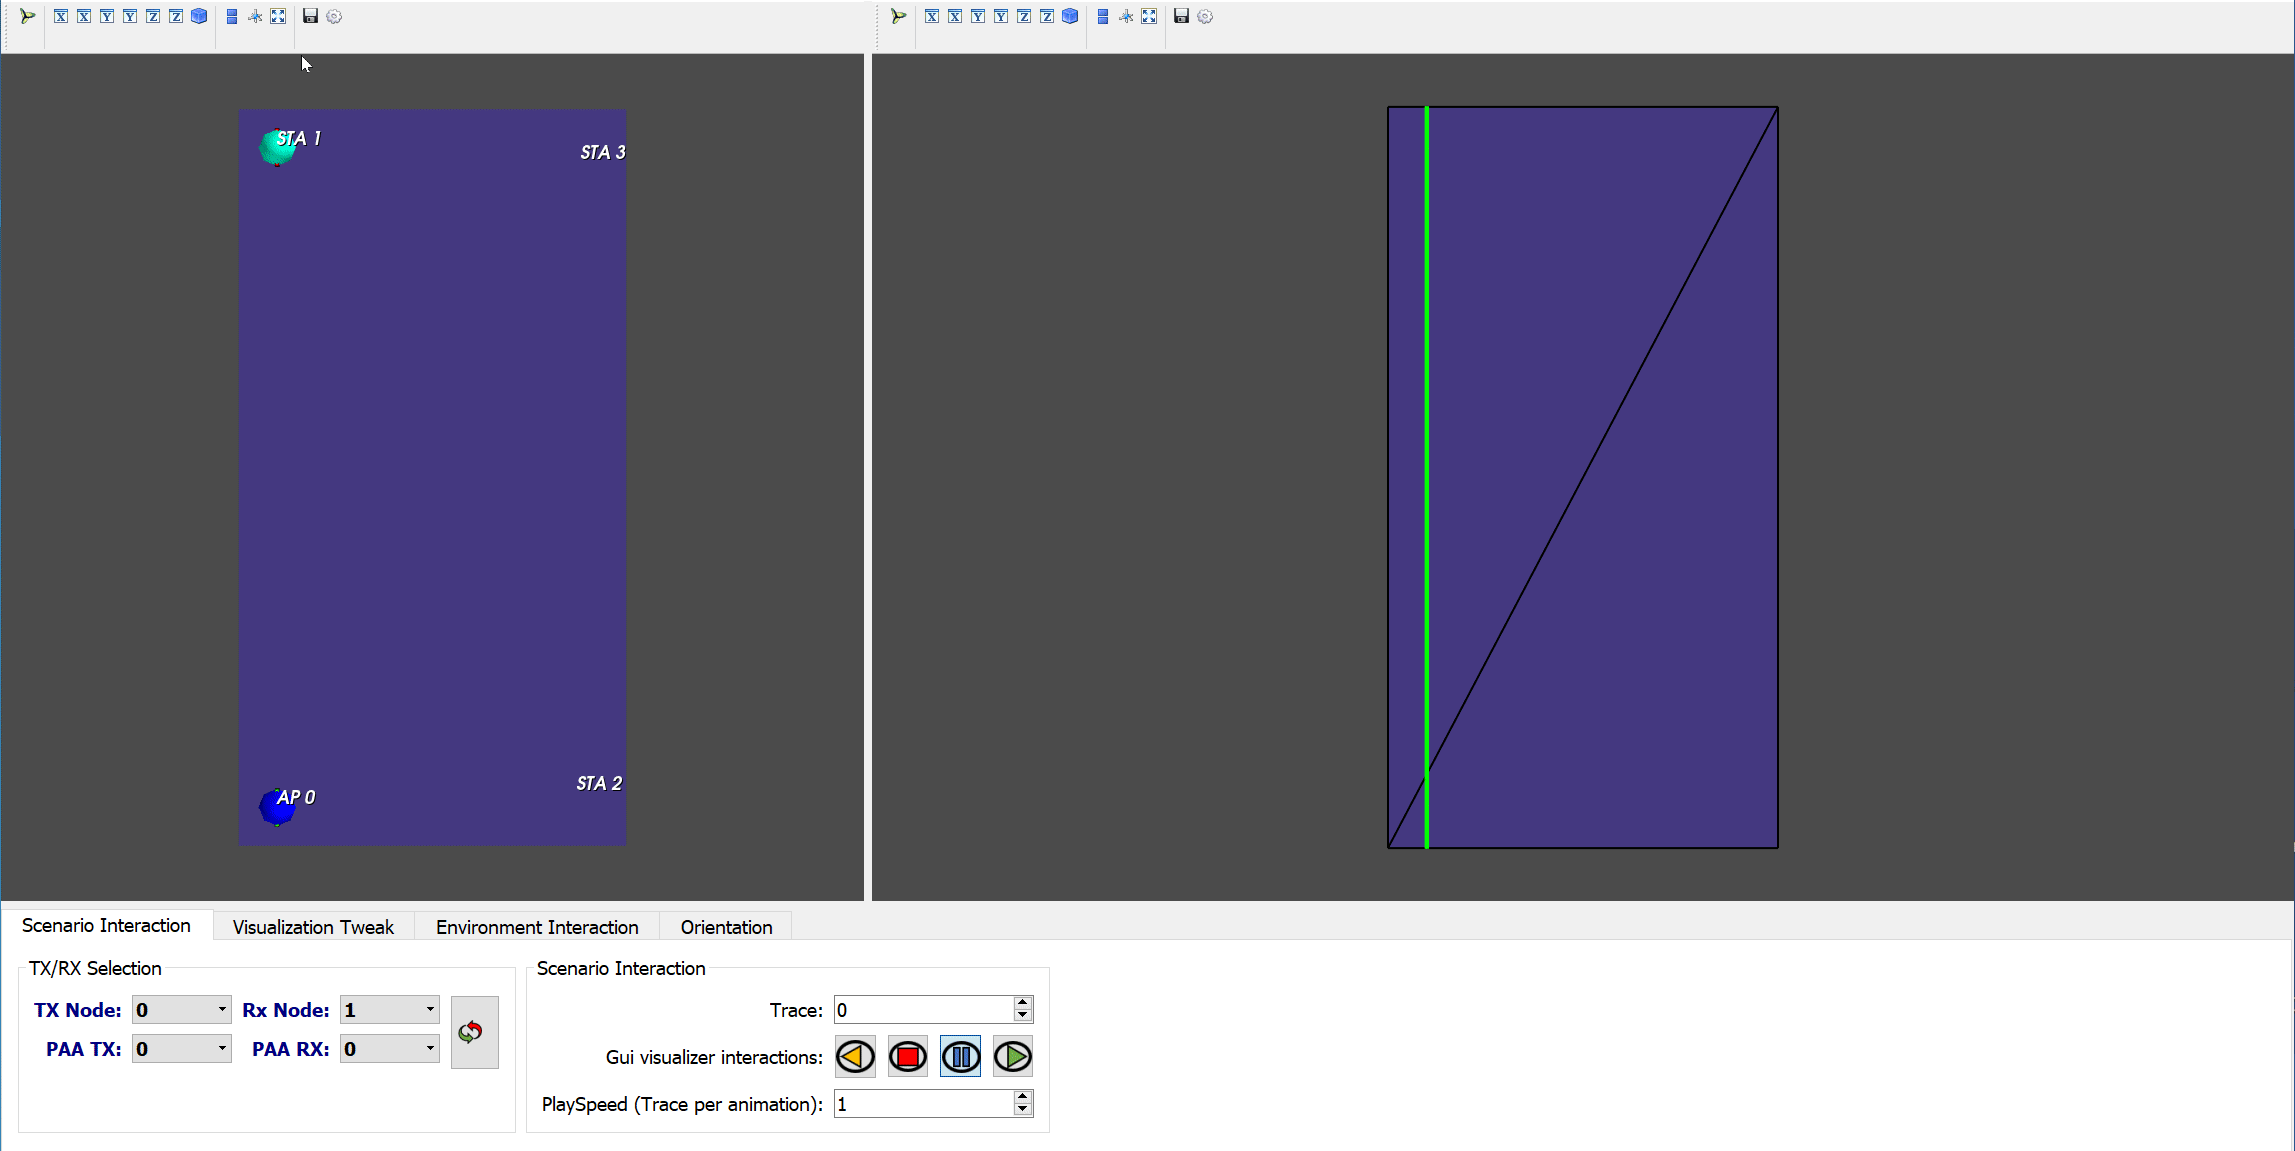 X X Y Y Z Z
X X Y Y Z Z
STA 1
STA 3
STA 2
AP 0
Scenario Interaction
Visualization Tweak
Environment Interaction
Orientation
TX/RX Selection
TX Node: 0 Rx Node: 1
PAA TX: 0 PAA RX: 0
Scenario Interaction
Trace: 0
Gui visualizer interactions:
PlaySpeed (Trace per animation): 1